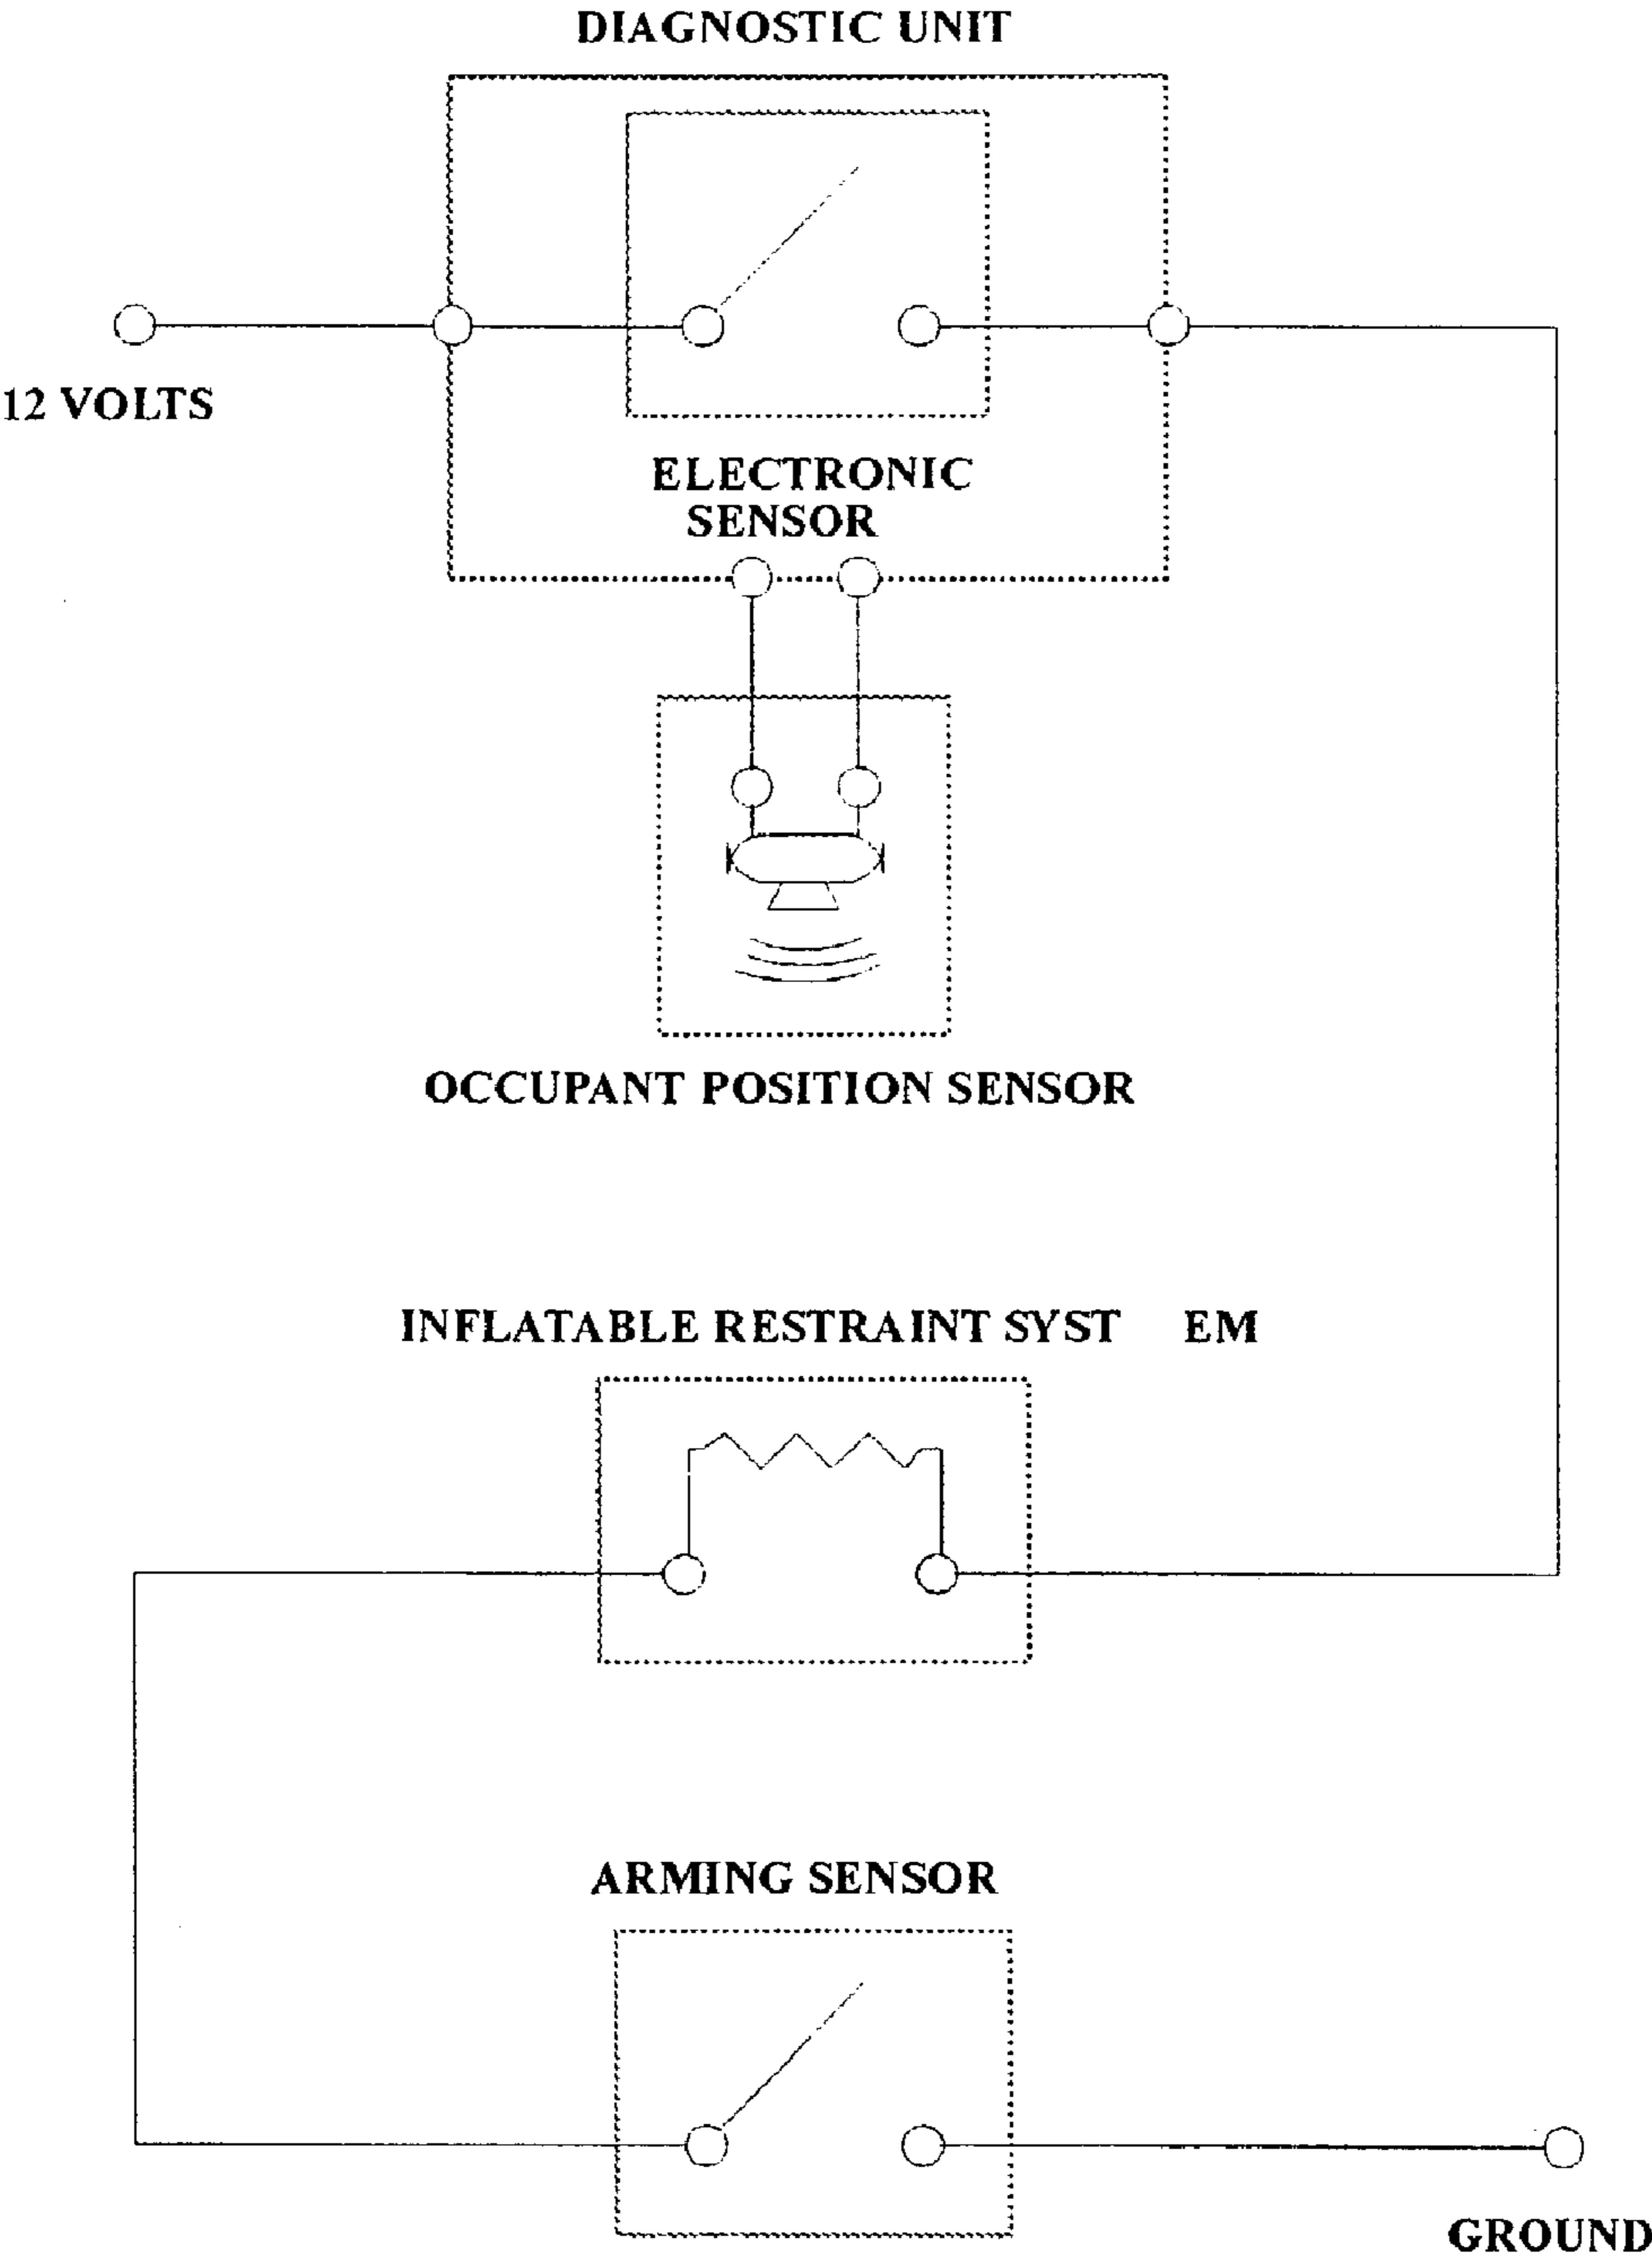 DIAGNOSTIC UNIT
12 VOLTS
ELECTRONIC
SENSOR
OCCUPANT POSITION SENSOR
INFLATABLE RESTRAINT SYST EM
ARMING SENSOR
GROUND